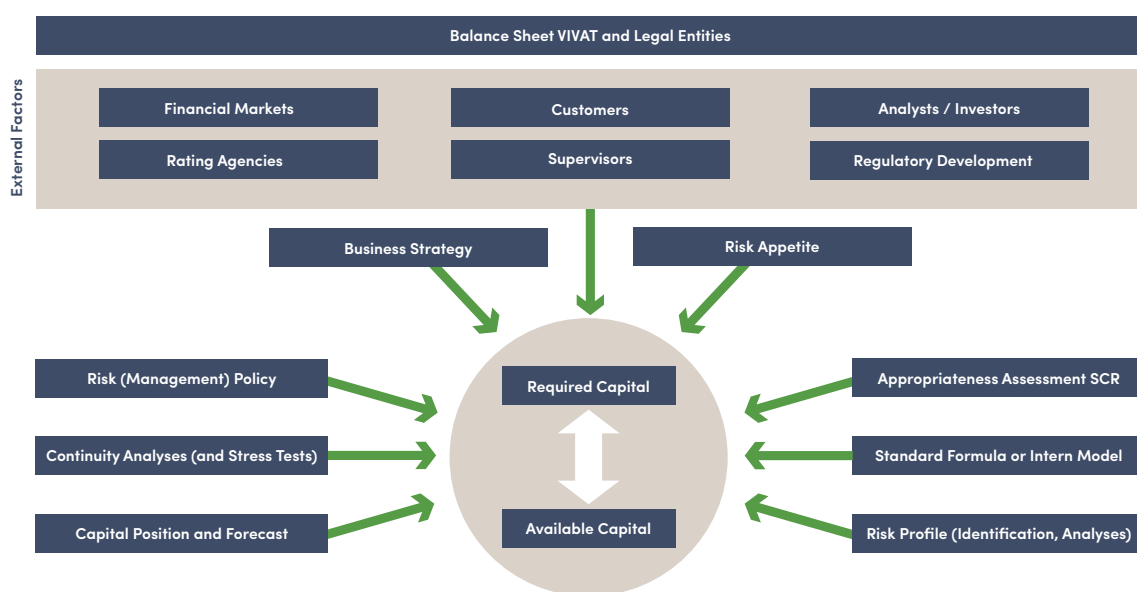 Balance Sheet VIVAT and Legal Entities
External Factors
Financial Markets
Customers
Analysts / Investors
Rating Agencies
Supervisors
Regulatory Development
Business Strategy
Risk Appetite
Risk (Management) Policy
Required Capital
Appropriateness Assessment SCR
Continuity Analyses (and Stress Tests)
Standard Formula or Intern Model
Capital Position and Forecast
Available Capital
Risk Profile (Identification, Analyses)